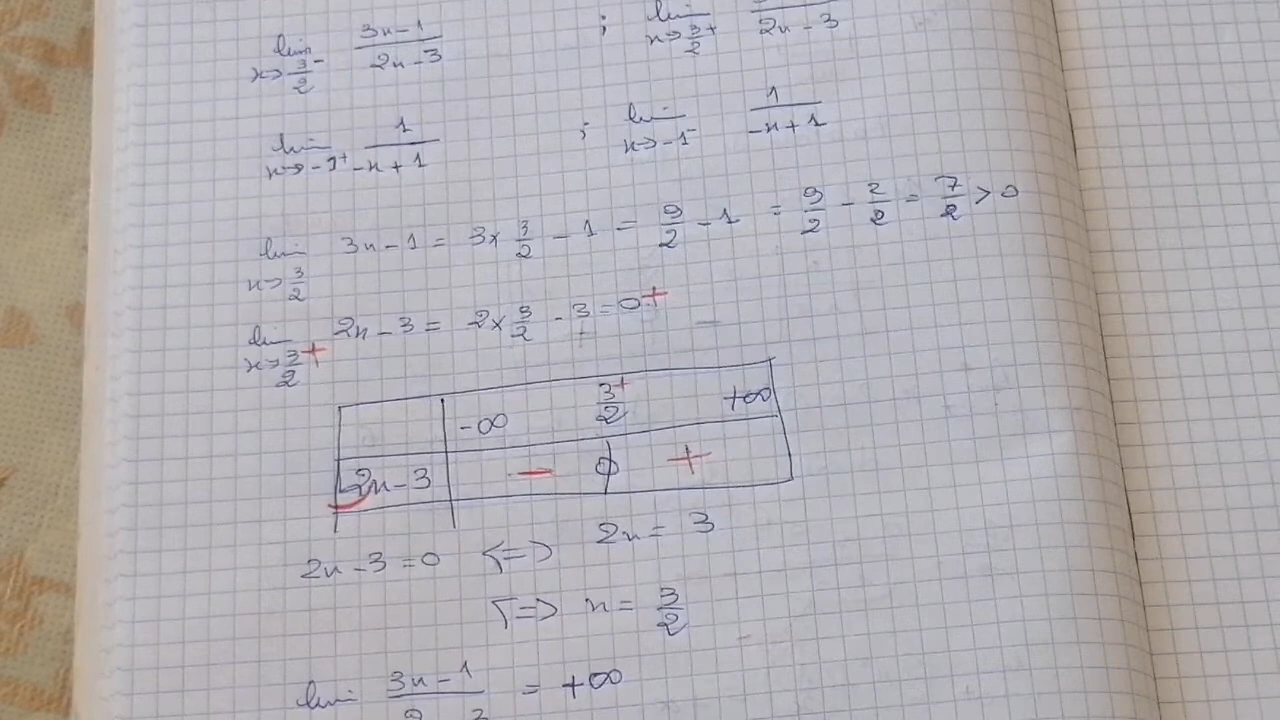 lim x→3/2⁻ (3x-1)/(2x-3) ; lim x→3/2⁺ /(2x-3)
lim x→-1⁺ 1/(-x+1) ; lim x→-1⁻ 1/(-x+1)
lim x→3/2 3x-1 = 3×3/2 - 1 = 9/2 - 1 = 9/2 - 2/2 = 7/2 > 0
lim x→3/2⁺ 2x-3 = 2×3/2 - 3 = 0⁺
-∞ 3/2⁺ +∞
2x-3 - 0 +
2x-3=0 <=> 2x = 3
<=> x = 3/2
lim (3x-1)/(2x-3) = +∞